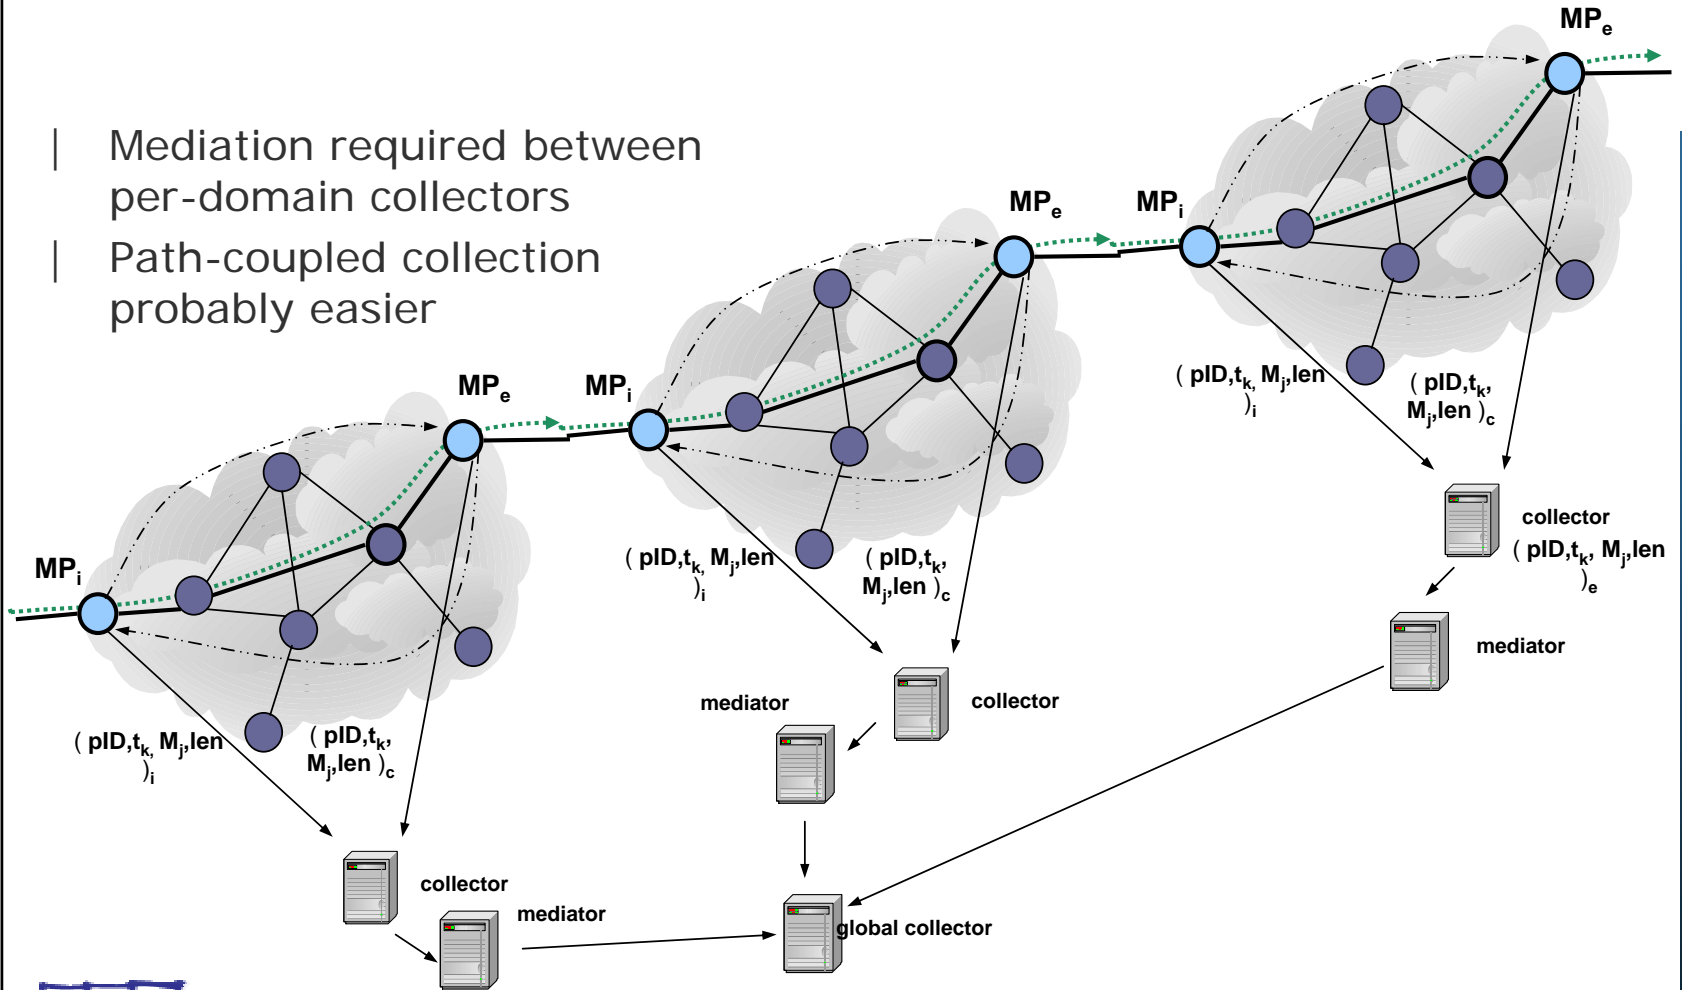 MPe
| Mediation required between
per-domain collectors
| Path-coupled collection
probably easier
MPe
MPi
MPe
MPi
( pID,tk, Mj,len
)i
( pID,tk,
Mj,len )c
collector
( pID,tk, Mj,len
)e
mediator
( pID,tk, Mj,len
)i
( pID,tk,
Mj,len )c
MPi
mediator
collector
( pID,tk, Mj,len
)i
( pID,tk,
Mj,len )c
collector
mediator
global collector